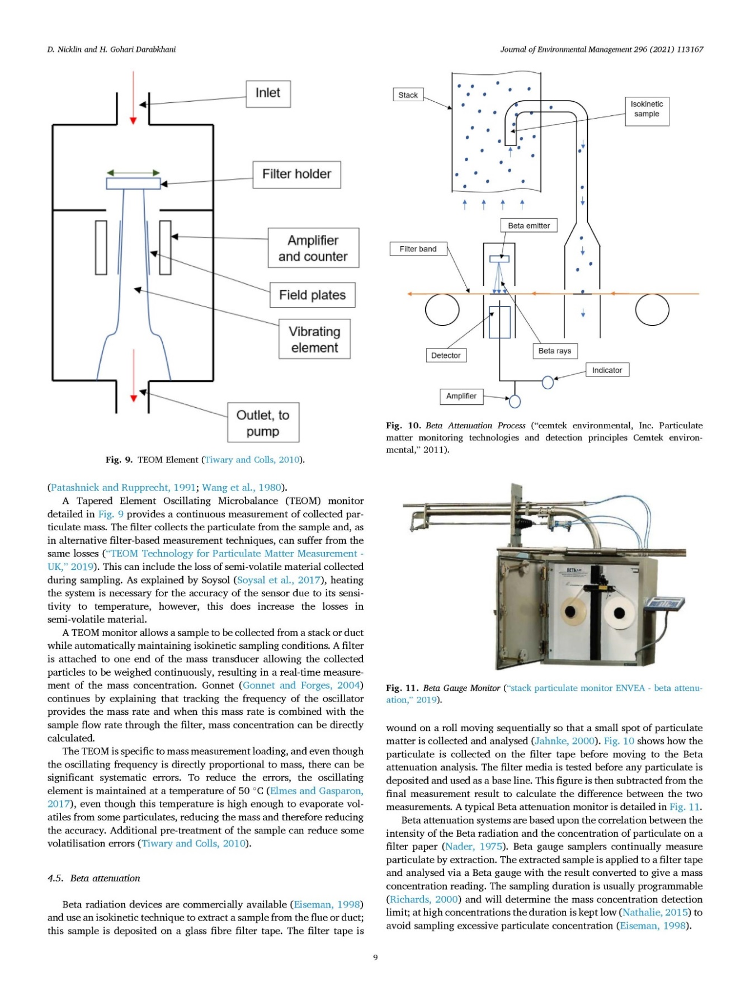 D. Nicklin and H. Gohari Darabkhani
Journal of Environmental Management 296 (2021) 113167
Inlet
Filter holder
Amplifier
and counter
Field plates
Vibrating
element
Outlet, to
pump
Fig. 9. TEOM Element (Tiwary and Colls, 2010).
(Patashnick and Rupprecht, 1991; Wang et al., 1980).
A Tapered Element Oscillating Microbalance (TEOM) monitor
detailed in Fig. 9 provides a continuous measurement of collected par-
ticulate mass. The filter collects the particulate from the sample and, as
in alternative filter-based measurement techniques, can suffer from the
same losses (“TEOM Technology for Particulate Matter Measurement -
UK,” 2019). This can include the loss of semi-volatile material collected
during sampling. As explained by Soysol (Soysal et al., 2017), heating
the system is necessary for the accuracy of the sensor due to its sensi-
tivity to temperature, however, this does increase the losses in
semi-volatile material.
A TEOM monitor allows a sample to be collected from a stack or duct
while automatically maintaining isokinetic sampling conditions. A filter
is attached to one end of the mass transducer allowing the collected
particles to be weighed continuously, resulting in a real-time measure-
ment of the mass concentration. Gonnet (Gonnet and Forges, 2004)
continues by explaining that tracking the frequency of the oscillator
provides the mass rate and when this mass rate is combined with the
sample flow rate through the filter, mass concentration can be directly
calculated.
The TEOM is specific to mass measurement loading, and even though
the oscillating frequency is directly proportional to mass, there can be
significant systematic errors. To reduce the errors, the oscillating
element is maintained at a temperature of 50 °C (Elmes and Gasparon,
2017), even though this temperature is high enough to evaporate vol-
atiles from some particulates, reducing the mass and therefore reducing
the accuracy. Additional pre-treatment of the sample can reduce some
volatilisation errors (Tiwary and Colls, 2010).
4.5. Beta attenuation
Beta radiation devices are commercially available (Eiseman, 1998)
and use an isokinetic technique to extract a sample from the flue or duct;
this sample is deposited on a glass fibre filter tape. The filter tape is
Stack
Isokinetic
sample
Beta emitter
Filter band
Detector
Beta rays
Indicator
Amplifier
Fig. 10. Beta Attenuation Process (“cemtek environmental, Inc. Particulate
matter monitoring technologies and detection principles Cemtek environ-
mental,” 2011).
BETA
Fig. 11. Beta Gauge Monitor (“stack particulate monitor ENVEA - beta attenu-
ation,” 2019).
wound on a roll moving sequentially so that a small spot of particulate
matter is collected and analysed (Jahnke, 2000). Fig. 10 shows how the
particulate is collected on the filter tape before moving to the Beta
attenuation analysis. The filter media is tested before any particulate is
deposited and used as a base line. This figure is then subtracted from the
final measurement result to calculate the difference between the two
measurements. A typical Beta attenuation monitor is detailed in Fig. 11.
Beta attenuation systems are based upon the correlation between the
intensity of the Beta radiation and the concentration of particulate on a
filter paper (Nader, 1975). Beta gauge samplers continually measure
particulate by extraction. The extracted sample is applied to a filter tape
and analysed via a Beta gauge with the result converted to give a mass
concentration reading. The sampling duration is usually programmable
(Richards, 2000) and will determine the mass concentration detection
limit; at high concentrations the duration is kept low (Nathalie, 2015) to
avoid sampling excessive particulate concentration (Eiseman, 1998).
9